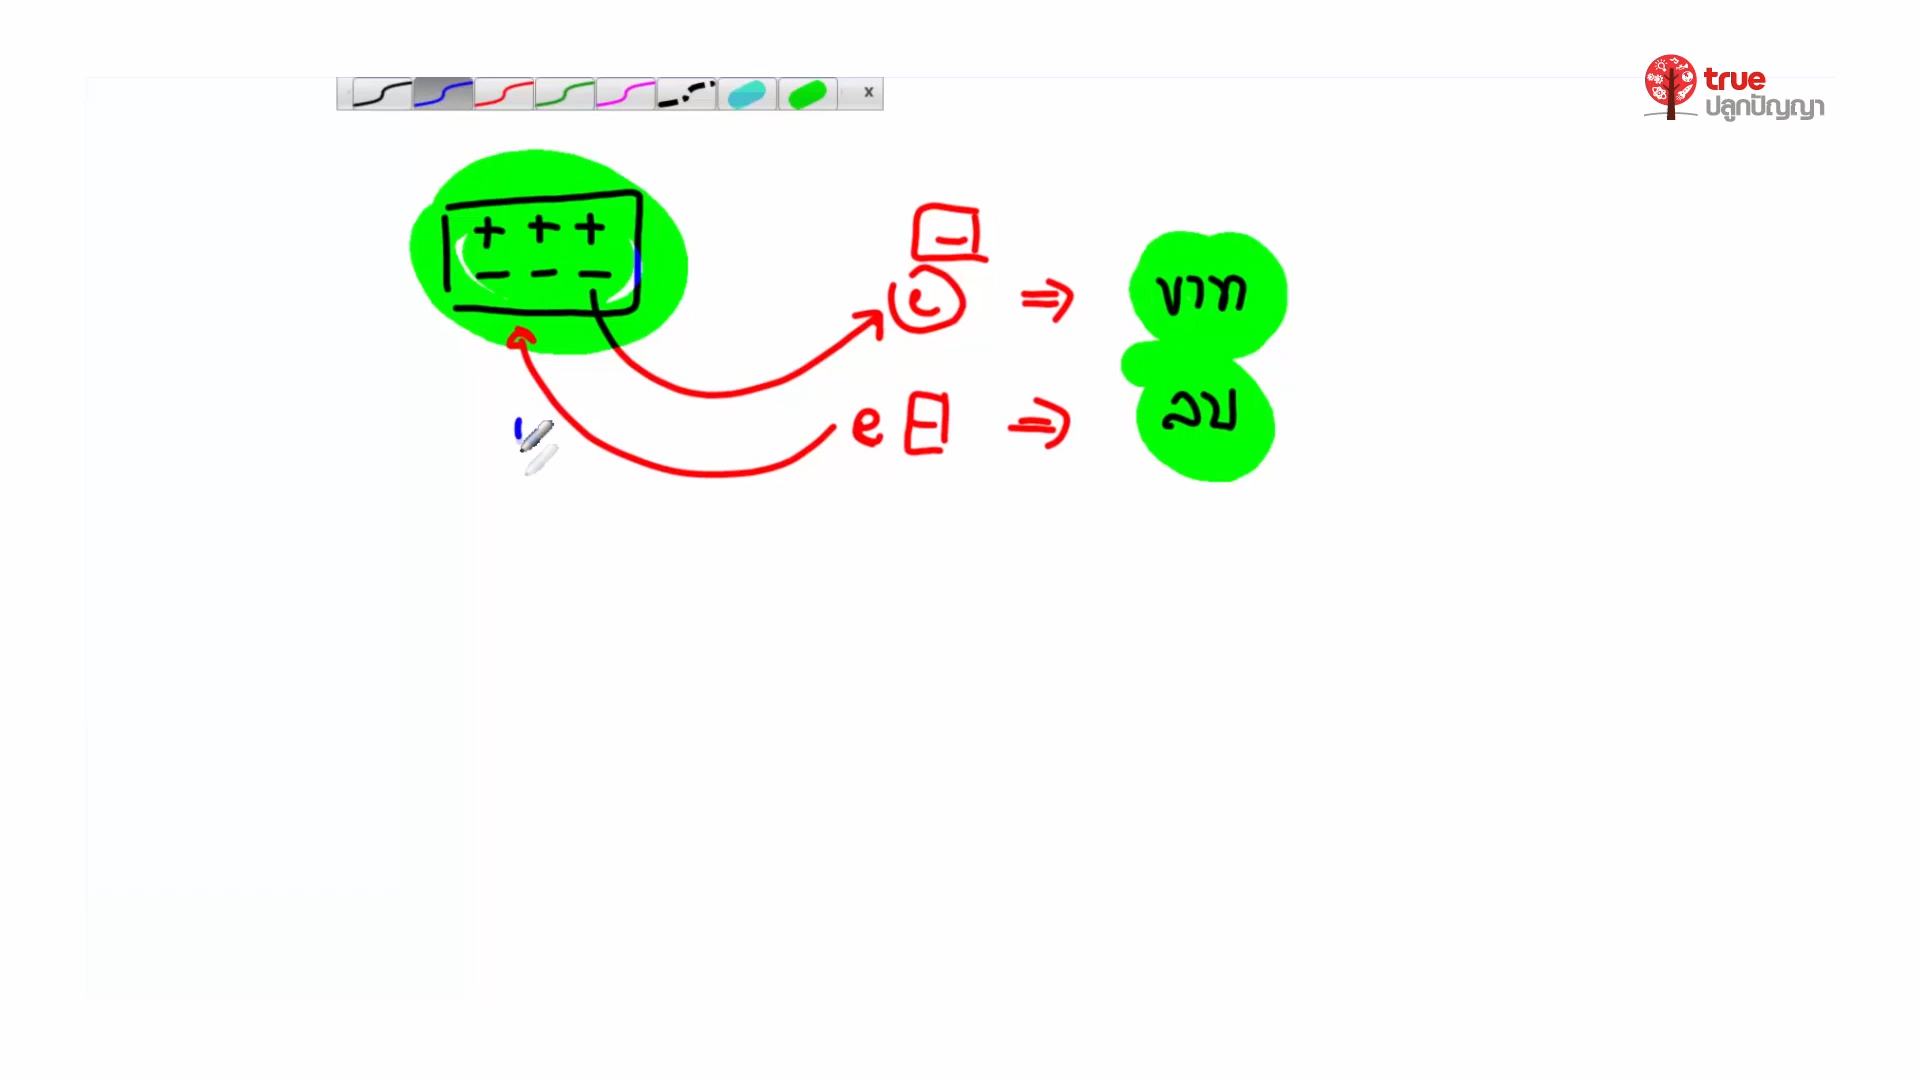 true
ปลูกปัญญา
x
+ + +
- - -
-
e ⇒ บวก
e - ⇒ ลบ